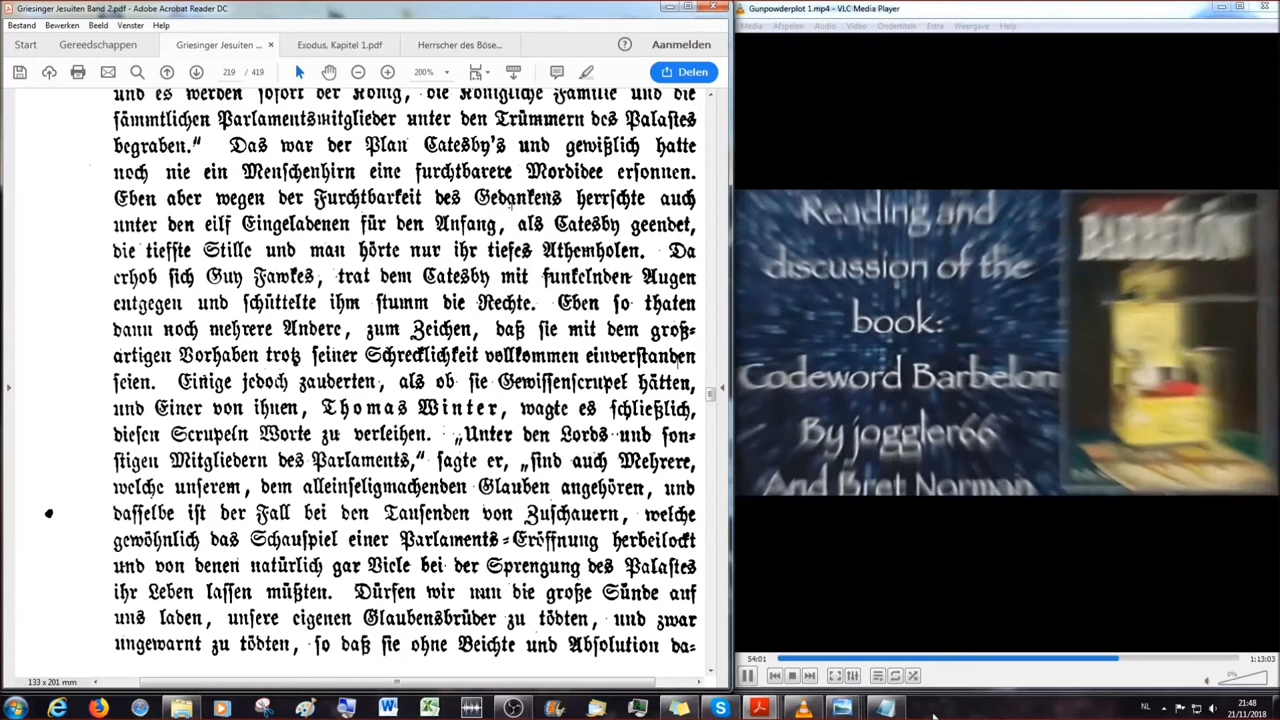 Griesinger Jesuiten Band 2.pdf - Adobe Acrobat Reader DC
Bestand Bewerken Beeld Venster Help
Start Gereedschappen Griesinger Jesuiten ... × Exodus, Kapitel 1.pdf Herrscher des Böse... Aanmelden
219 / 419 200% Delen
und es werden sofort der König, die Königliche Familie und die
sämmtlichen Parlamentsmitglieder unter den Trümmern des Palastes
begraben.“ Das war der Plan Catesby's und gewißlich hatte
noch nie ein Menschenhirn eine furchtbarere Mordidee ersonnen.
Eben aber wegen der Furchtbarkeit des Gedankens herrschte auch
unter den eilf Eingeladenen für den Anfang, als Catesby geendet,
die tiefste Stille und man hörte nur ihr tiefes Athemholen. Da
erhob sich Guy Fawkes, trat dem Catesby mit funkelnden Augen
entgegen und schüttelte ihm stumm die Rechte. Eben so thaten
dann noch mehrere Andere, zum Zeichen, daß sie mit dem groß-
artigen Vorhaben trotz seiner Schrecklichkeit vollkommen einverstanden
seien. Einige jedoch zauderten, als ob sie Gewissenscrupel hätten,
und Einer von ihnen, Thomas Winter, wagte es schließlich,
diesen Scrupeln Worte zu verleihen. „Unter den Lords und son-
stigen Mitgliedern des Parlaments,“ sagte er, „sind auch Mehrere,
welche unserem, dem alleinseligmachenden Glauben angehören, und
dasselbe ist der Fall bei den Tausenden von Zuschauern, welche
gewöhnlich das Schauspiel einer Parlaments-Eröffnung herbeilockt
und von denen natürlich gar Viele bei der Sprengung des Palastes
ihr Leben lassen müßten. Dürfen wir nun die große Sünde auf
uns laden, unsere eigenen Glaubensbrüder zu tödten, und zwar
ungewarnt zu tödten, so daß sie ohne Beichte und Absolution da-
133 x 201 mm
Gunpowderplot 1.mp4 - VLC Media Player
Media Afspelen Audio Video Ondertitels Extra Weergave Help
Reading and
discussion of the
book:
Codeword Barbelon
By joggler66
And Bret Norman
BARBELON
54:01 1:13:03
0%
NL 21:48
21/11/2018